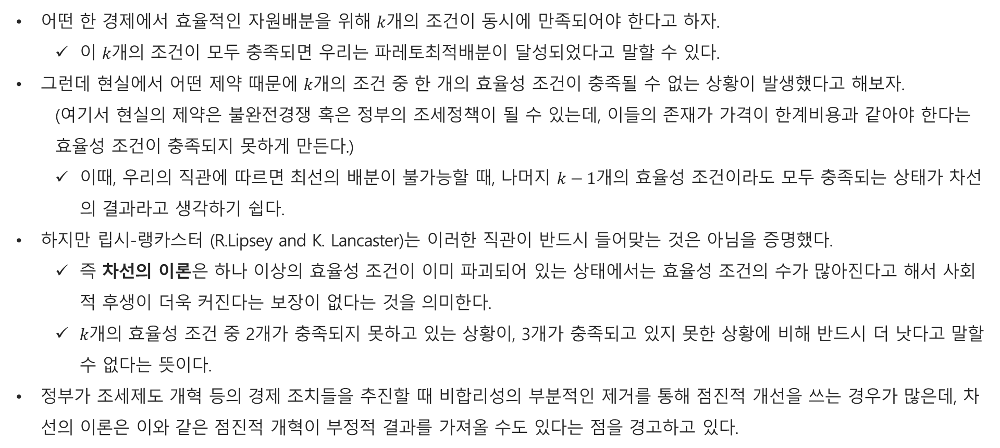 • 어떤 한 경제에서 효율적인 자원배분을 위해 k개의 조건이 동시에 만족되어야 한다고 하자.
✓ 이 k개의 조건이 모두 충족되면 우리는 파레토최적배분이 달성되었다고 말할 수 있다.
• 그런데 현실에서 어떤 제약 때문에 k개의 조건 중 한 개의 효율성 조건이 충족될 수 없는 상황이 발생했다고 해보자.
(여기서 현실의 제약은 불완전경쟁 혹은 정부의 조세정책이 될 수 있는데, 이들의 존재가 가격이 한계비용과 같아야 한다는
효율성 조건이 충족되지 못하게 만든다.)
✓ 이때, 우리의 직관에 따르면 최선의 배분이 불가능할 때, 나머지 k − 1개의 효율성 조건이라도 모두 충족되는 상태가 차선
의 결과라고 생각하기 쉽다.
• 하지만 립시-랭카스터 (R.Lipsey and K. Lancaster)는 이러한 직관이 반드시 들어맞는 것은 아님을 증명했다.
✓ 즉 차선의 이론은 하나 이상의 효율성 조건이 이미 파괴되어 있는 상태에서는 효율성 조건의 수가 많아진다고 해서 사회
적 후생이 더욱 커진다는 보장이 없다는 것을 의미한다.
✓ k개의 효율성 조건 중 2개가 충족되지 못하고 있는 상황이, 3개가 충족되고 있지 못한 상황에 비해 반드시 더 낫다고 말할
수 없다는 뜻이다.
• 정부가 조세제도 개혁 등의 경제 조치들을 추진할 때 비합리성의 부분적인 제거를 통해 점진적 개선을 쓰는 경우가 많은데, 차
선의 이론은 이와 같은 점진적 개혁이 부정적 결과를 가져올 수도 있다는 점을 경고하고 있다.